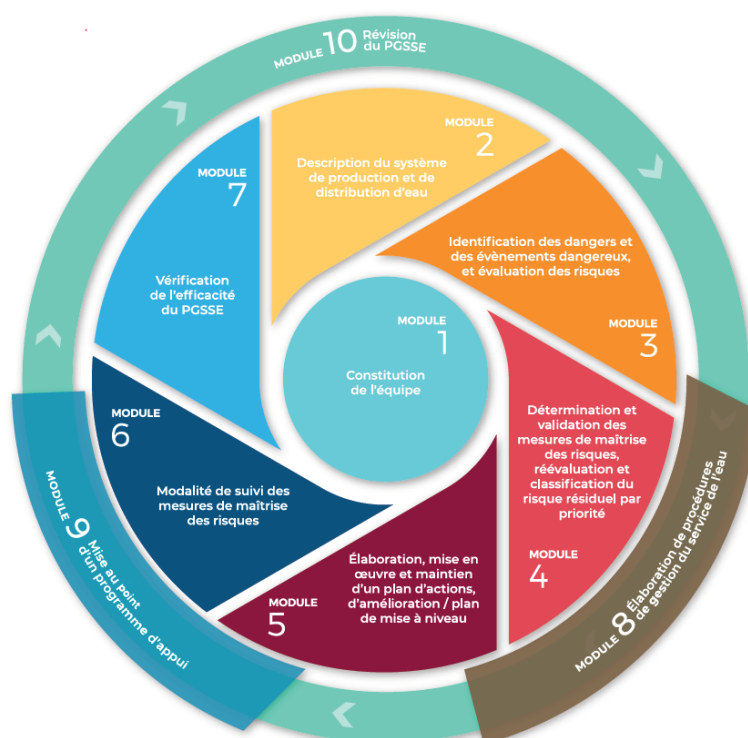 MODULE 10 Révision
du PGSSE
MODULE
1
Constitution
de l'équipe
MODULE
2
Description du système
de production et de
distribution d'eau
MODULE
3
Identification des dangers et
des évènements dangereux,
et évaluation des risques
MODULE
4
Détermination et
validation des
mesures de maîtrise
des risques,
réévaluation et
classification du
risque résiduel par
priorité
MODULE
5
Élaboration, mise en
œuvre et maintien
d'un plan d'actions,
d'amélioration / plan
de mise à niveau
MODULE
6
Modalité de suivi des
mesures de maîtrise
des risques
MODULE
7
Vérification
de l'efficacité
du PGSSE
MODULE 8 Élaboration de procédures
de gestion du service de l'eau
MODULE 9 Mise au point
d'un programme d'appui